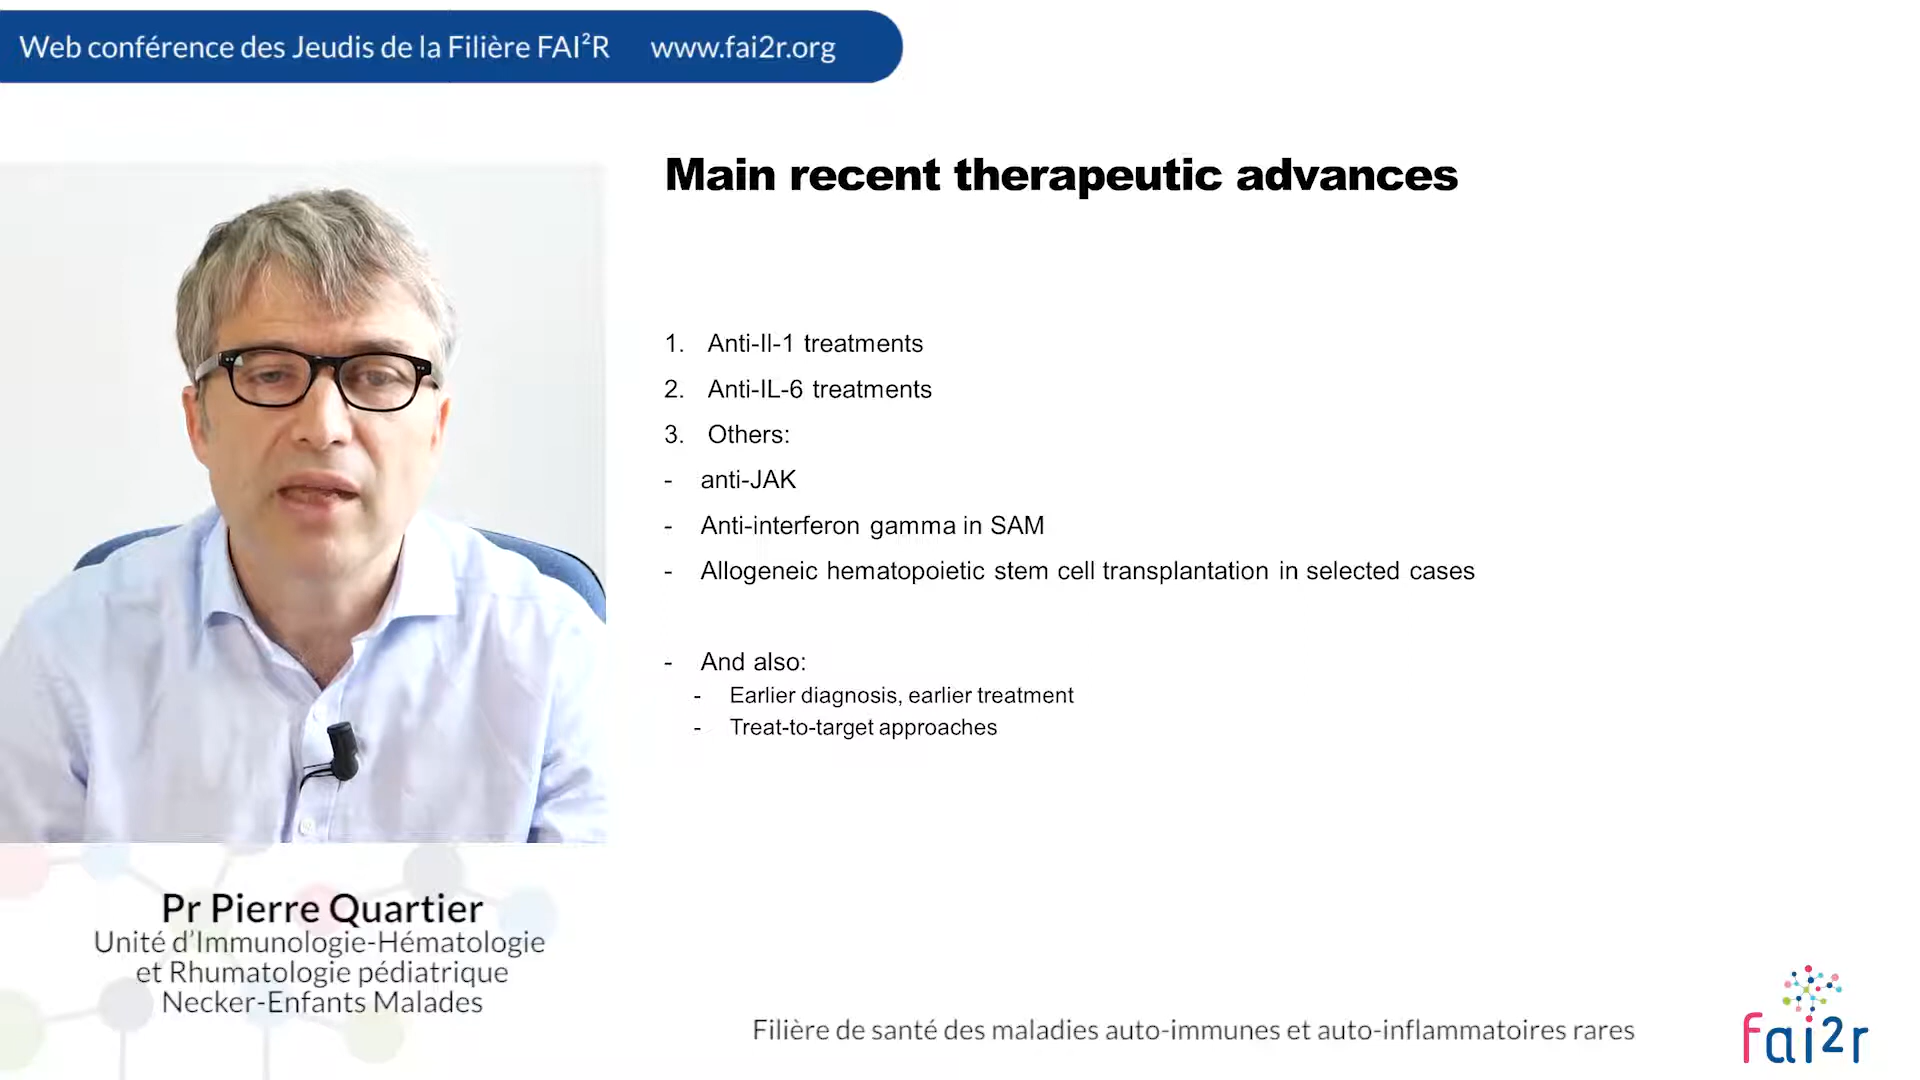 Web conférence des Jeudis de la Filière FAI²R www.fai2r.org
Main recent therapeutic advances
1. Anti-Il-1 treatments
2. Anti-IL-6 treatments
3. Others:
- anti-JAK
- Anti-interferon gamma in SAM
- Allogeneic hematopoietic stem cell transplantation in selected cases
- And also:
- Earlier diagnosis, earlier treatment
- Treat-to-target approaches
Pr Pierre Quartier
Unité d'Immunologie-Hématologie
et Rhumatologie pédiatrique
Necker-Enfants Malades
Filière de santé des maladies auto-immunes et auto-inflammatoires rares
fai2r